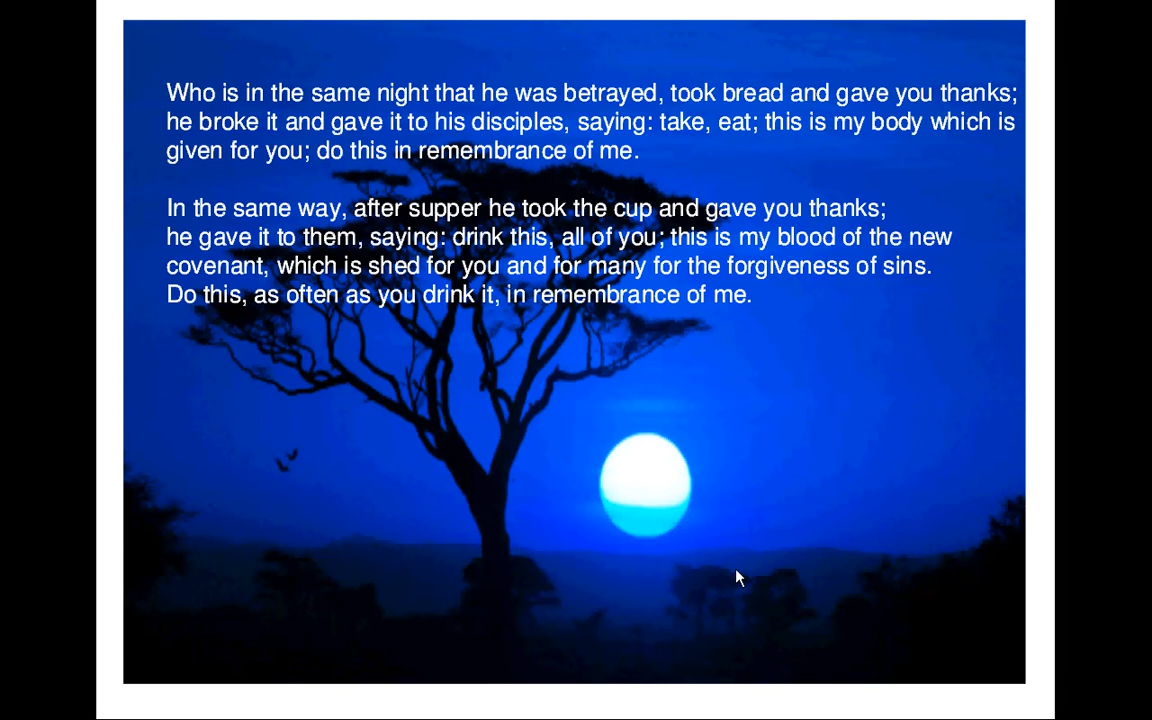 Who is in the same night that he was betrayed, took bread and gave you thanks;
he broke it and gave it to his disciples, saying: take, eat; this is my body which is
given for you; do this in remembrance of me.
In the same way, after supper he took the cup and gave you thanks;
he gave it to them, saying: drink this, all of you; this is my blood of the new
covenant, which is shed for you and for many for the forgiveness of sins.
Do this, as often as you drink it, in remembrance of me.